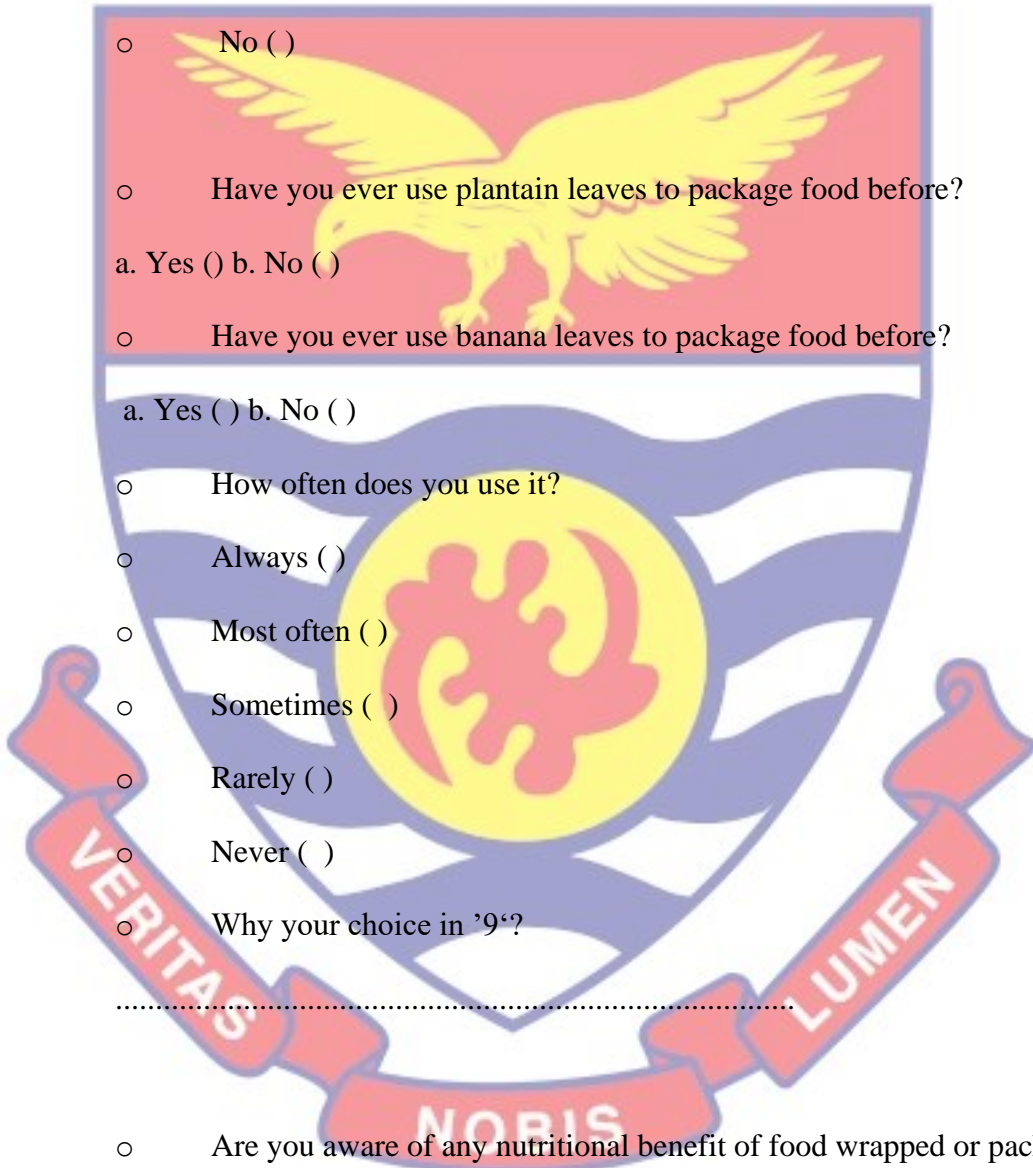 o No ( )
o Have you ever use plantain leaves to package food before?
a. Yes () b. No ( )
o Have you ever use banana leaves to package food before?
a. Yes ( ) b. No ( )
o How often does you use it?
o Always ( )
o Most often ( )
o Sometimes (  )
o Rarely ( )
o Never (  )
o Why your choice in ’9‘?
.....................................................................................
o Are you aware of any nutritional benefit of food wrapped or pac
VERITAS
NOBIS
LUMEN